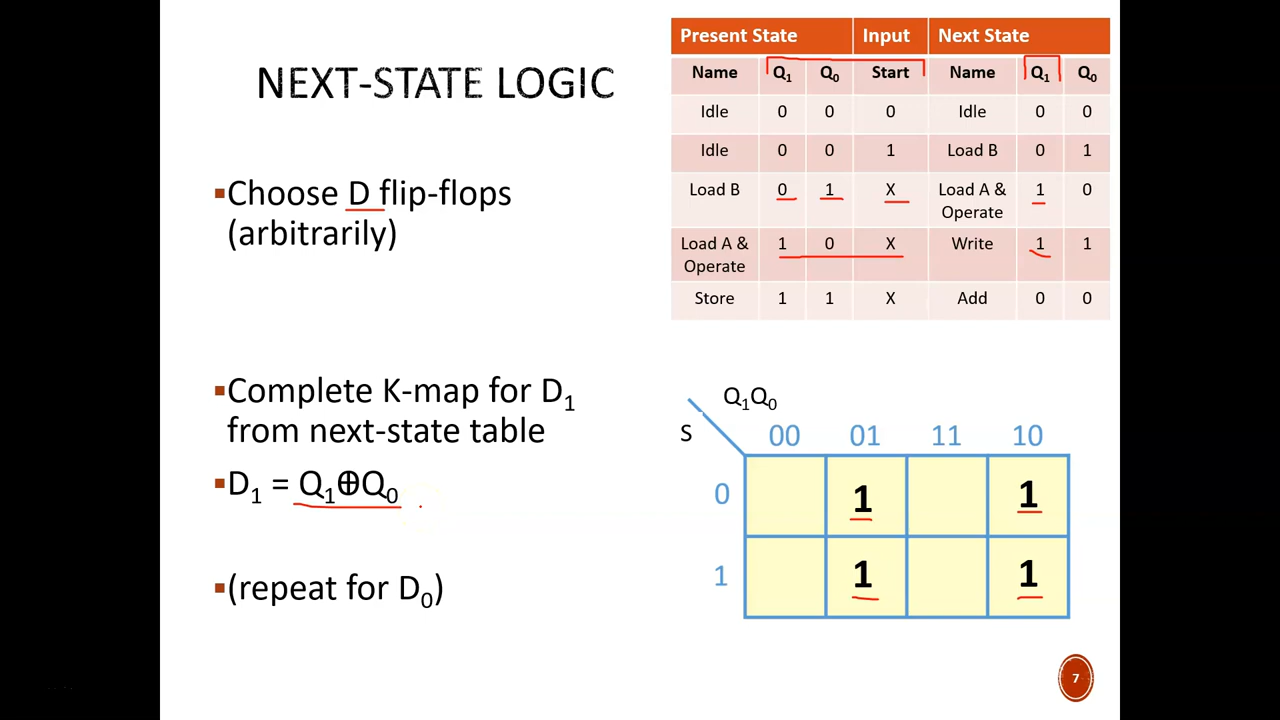 NEXT-STATE LOGIC
▪Choose D flip-flops
(arbitrarily)
▪Complete K-map for D₁
from next-state table
▪D₁ = Q₁⊕Q₀
▪(repeat for D₀)
Present State Input Next State
Name Q₁ Q₀ Start Name Q₁ Q₀
Idle 0 0 0 Idle 0 0
Idle 0 0 1 Load B 0 1
Load B 0 1 X Load A & 1 0
Operate
Load A & 1 0 X Write 1 1
Operate
Store 1 1 X Add 0 0
Q₁Q₀
S
00 01 11 10
0 1 1
1 1 1
7